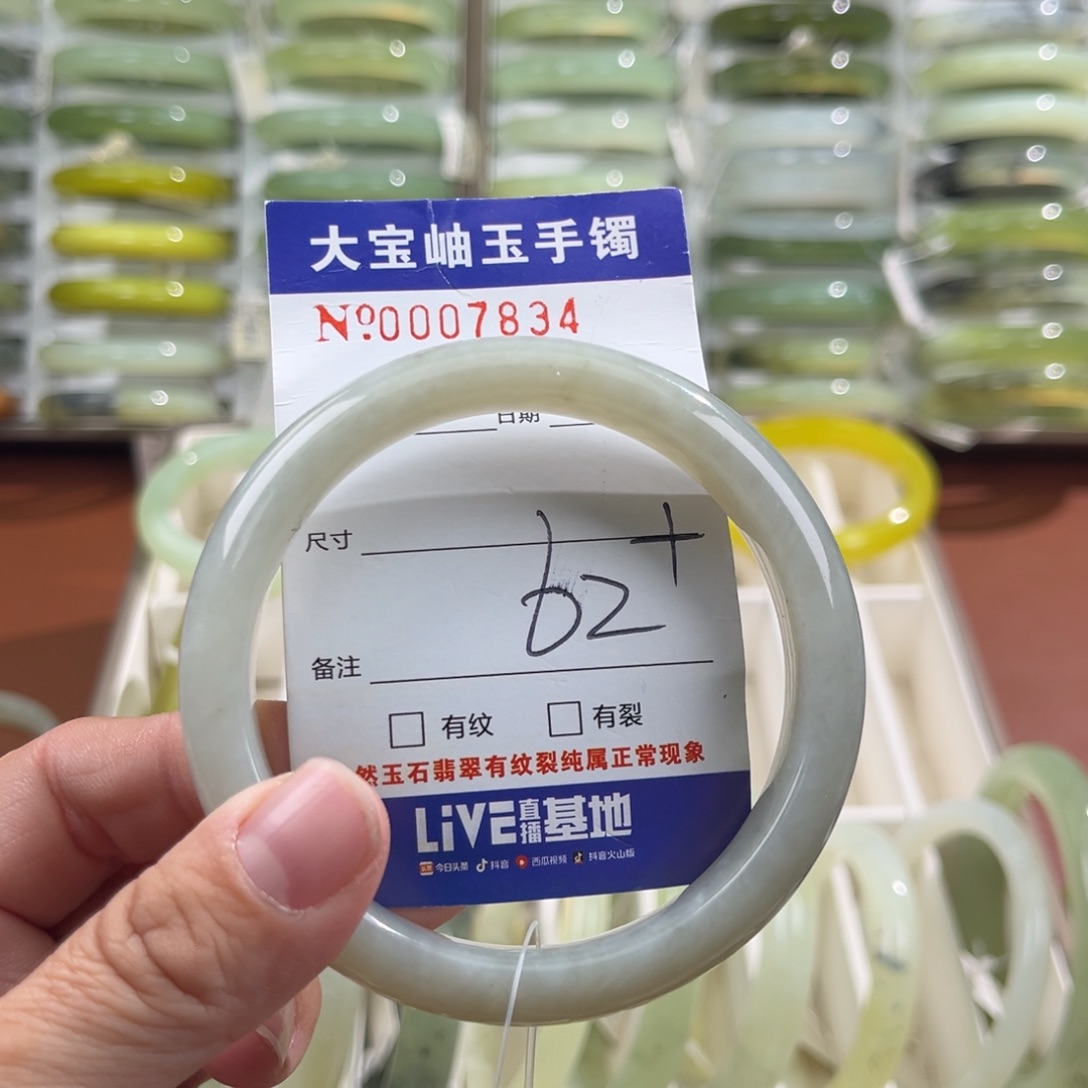 大宝岫玉手镯
Nº0007834
日期
尺寸
62+
备注
有纹 有裂
然玉石翡翠有纹裂纯属正常现象
LiVE直播基地
今日头条 抖音 西瓜视频 抖音火山版